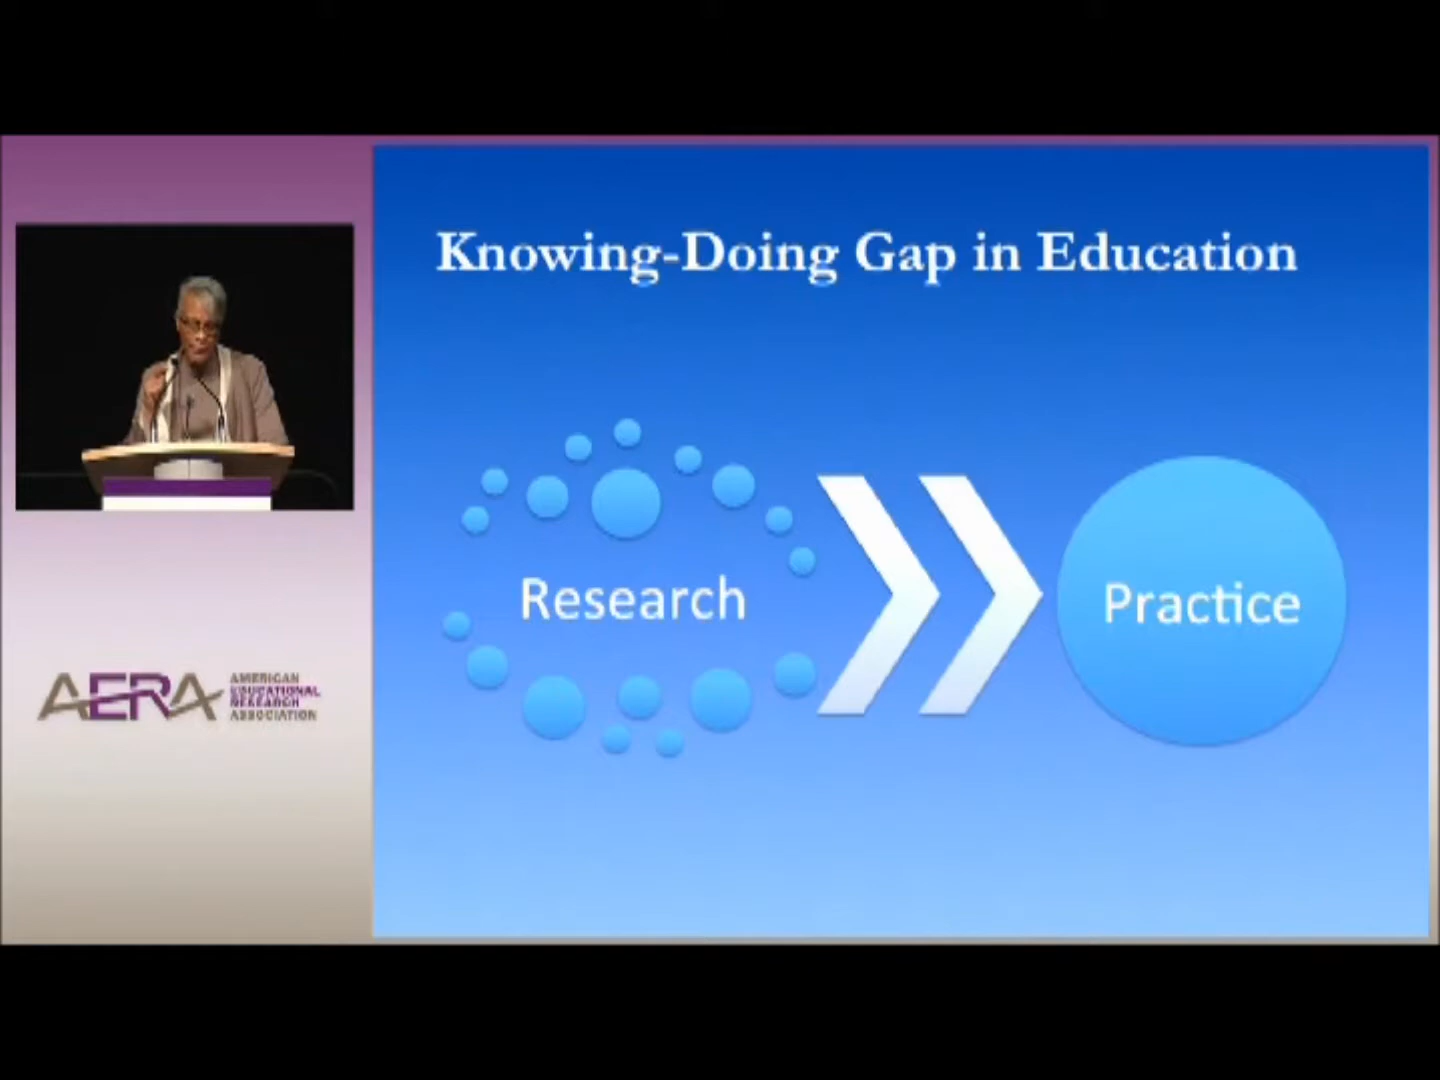 Knowing-Doing Gap in Education
Research
Practice
AERA
AMERICAN
EDUCATIONAL
RESEARCH
ASSOCIATION